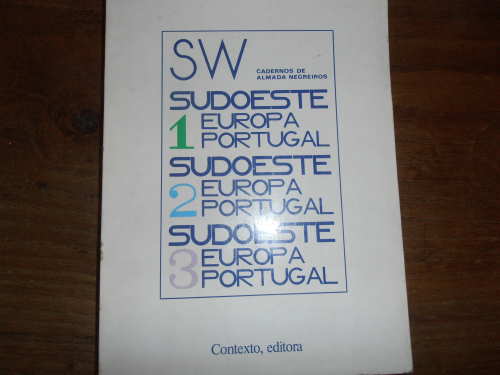 SW
CADERNOS DE
ALMADA NEGREIROS
SUDOESTE
1 EUROPA
PORTUGAL
SUDOESTE
2 EUROPA
PORTUGAL
SUDOESTE
3 EUROPA
PORTUGAL
Contexto, editora